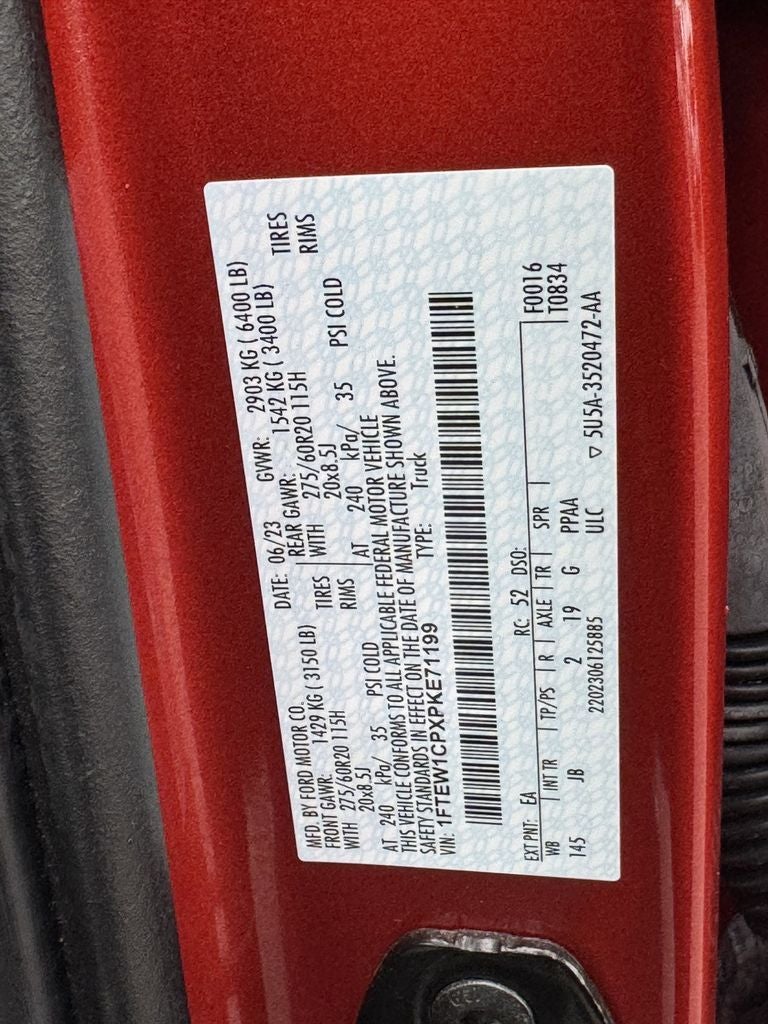 MFD. BY FORD MOTOR CO.
DATE: 06/23 GVWR: 2903 KG ( 6400 LB)
FRONT GAWR: 1429 KG ( 3150 LB) REAR GAWR: 1542 KG ( 3400 LB)
WITH 275/60R20 115H TIRES WITH 275/60R20 115H TIRES
20x8.5J RIMS 20x8.5J RIMS
AT 240 kPa/ 35 PSI COLD AT 240 kPa/ 35 PSI COLD
THIS VEHICLE CONFORMS TO ALL APPLICABLE FEDERAL MOTOR VEHICLE
SAFETY STANDARDS IN EFFECT ON THE DATE OF MANUFACTURE SHOWN ABOVE.
VIN: 1FTEW1CPXPKE71199 TYPE: Truck
EXT PNT: EA RC: 52 DSO: F0016
WB INT TR TP/PS R AXLE TR SPR T0834
145 JB 2 19 G PPAA
2202306125885 ULC ▽ 5U5A-3520472-AA